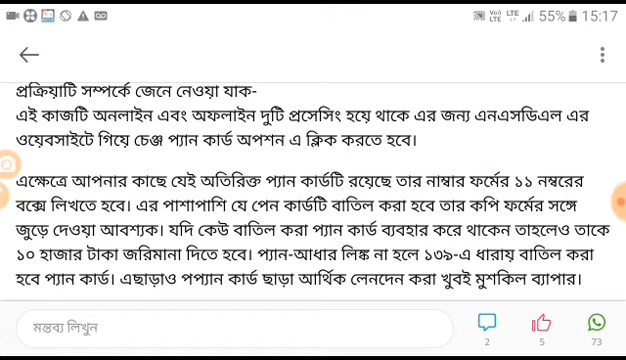 Vo) LTE LTE 55% 15:17
প্রক্রিয়াটি সম্পর্কে জেনে নেওয়া যাক-
এই কাজটি অনলাইন এবং অফলাইন দুটি প্রসেসিং হয়ে থাকে এর জন্য এনএসডিএল এর
ওয়েবসাইটে গিয়ে চেঞ্জ প্যান কার্ড অপশন এ ক্লিক করতে হবে।
এক্ষেত্রে আপনার কাছে যেই অতিরিক্ত প্যান কার্ডটি রয়েছে তার নাম্বার ফর্মের ১১ নম্বরের
বক্সে লিখতে হবে। এর পাশাপাশি যে পেন কার্ডটি বাতিল করা হবে তার কপি ফর্মের সঙ্গে
জুড়ে দেওয়া আবশ্যক। যদি কেউ বাতিল করা প্যান কার্ড ব্যবহার করে থাকেন তাহলেও তাকে
১০ হাজার টাকা জরিমানা দিতে হবে। প্যান-আধার লিঙ্ক না হলে ১৩৯-এ ধারায় বাতিল করা
হবে প্যান কার্ড। এছাড়াও পপ্যান কার্ড ছাড়া আর্থিক লেনদেন করা খুবই মুশকিল ব্যাপার।
মন্তব্য লিখুন
2 5 73